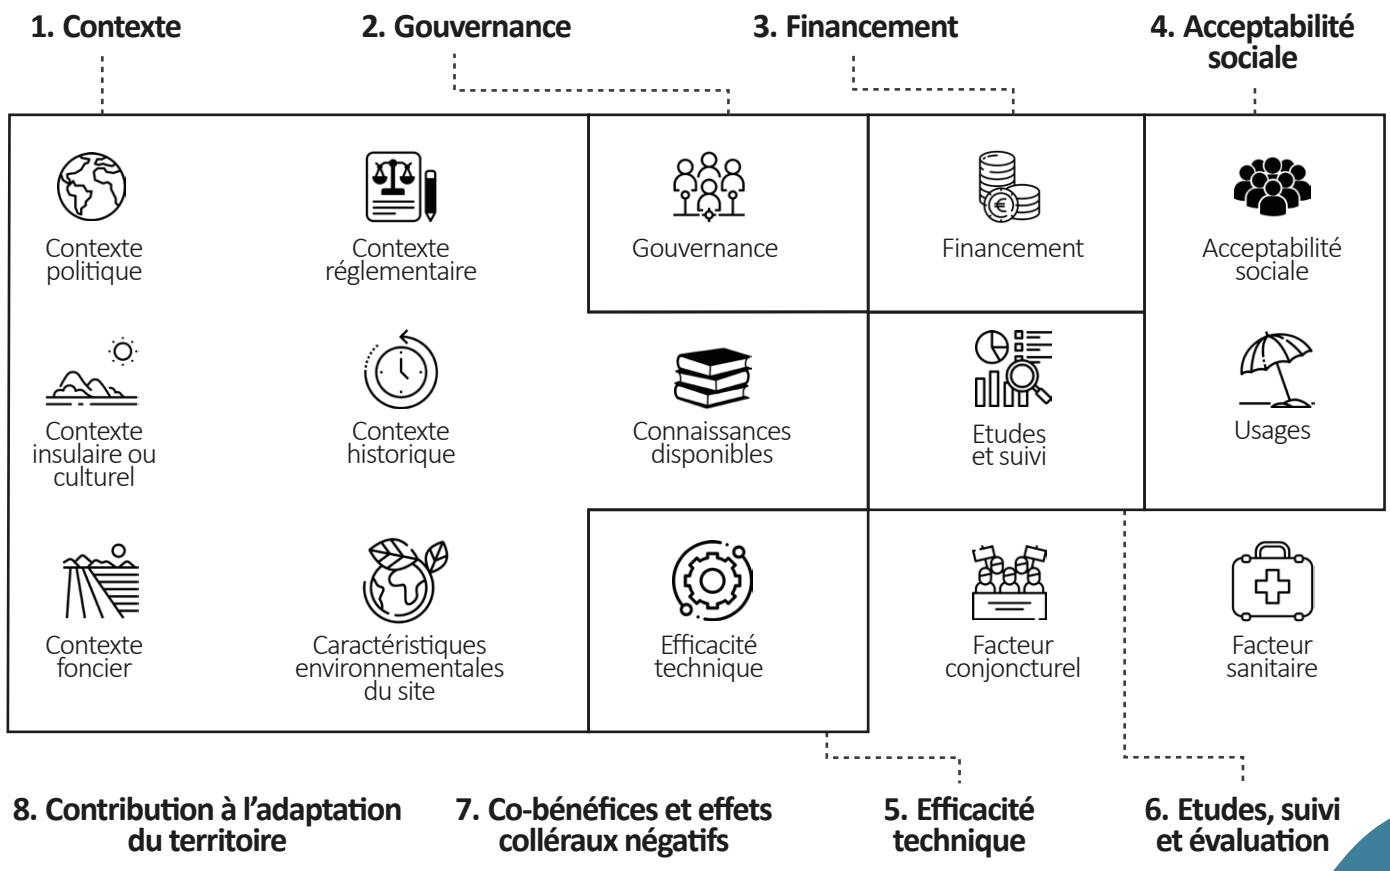 1. Contexte
2. Gouvernance
3. Financement
4. Acceptabilité
sociale
Contexte
politique
Contexte
réglementaire
Gouvernance
Financement
Acceptabilité
sociale
Contexte
insulaire ou
culturel
Contexte
historique
Connaissances
disponibles
Etudes
et suivi
Usages
Contexte
foncier
Caractéristiques
environnementales
du site
Efficacité
technique
Facteur
conjoncturel
Facteur
sanitaire
8. Contribution à l’adaptation
du territoire
7. Co-bénéfices et effets
colléraux négatifs
5. Efficacité
technique
6. Etudes, suivi
et évaluation